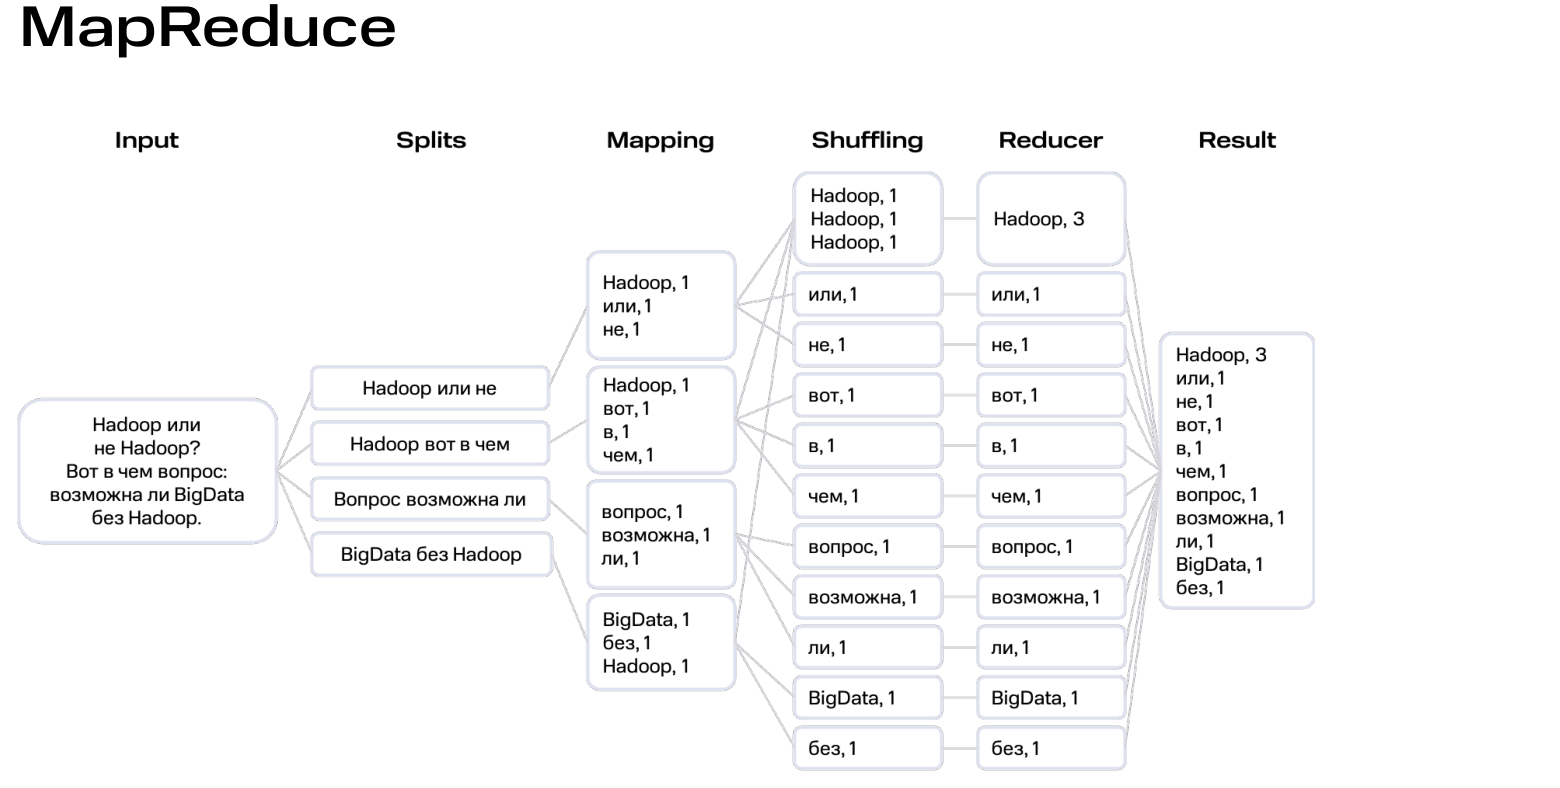 MapReduce
Input
Splits
Mapping
Shuffling
Reducer
Result
Hadoop или
не Hadoop?
Вот в чем вопрос:
возможна ли BigData
без Hadoop.
Hadoop или не
Hadoop вот в чем
Вопрос возможна ли
BigData без Hadoop
Hadoop, 1
или, 1
не, 1
Hadoop, 1
вот, 1
в, 1
чем, 1
вопрос, 1
возможна, 1
ли, 1
BigData, 1
без, 1
Hadoop, 1
Hadoop, 1
Hadoop, 1
Hadoop, 1
или, 1
не, 1
вот, 1
в, 1
чем, 1
вопрос, 1
возможна, 1
ли, 1
BigData, 1
без, 1
Hadoop, 3
или, 1
не, 1
вот, 1
в, 1
чем, 1
вопрос, 1
возможна, 1
ли, 1
BigData, 1
без, 1
Hadoop, 3
или, 1
не, 1
вот, 1
в, 1
чем, 1
вопрос, 1
возможна, 1
ли, 1
BigData, 1
без, 1